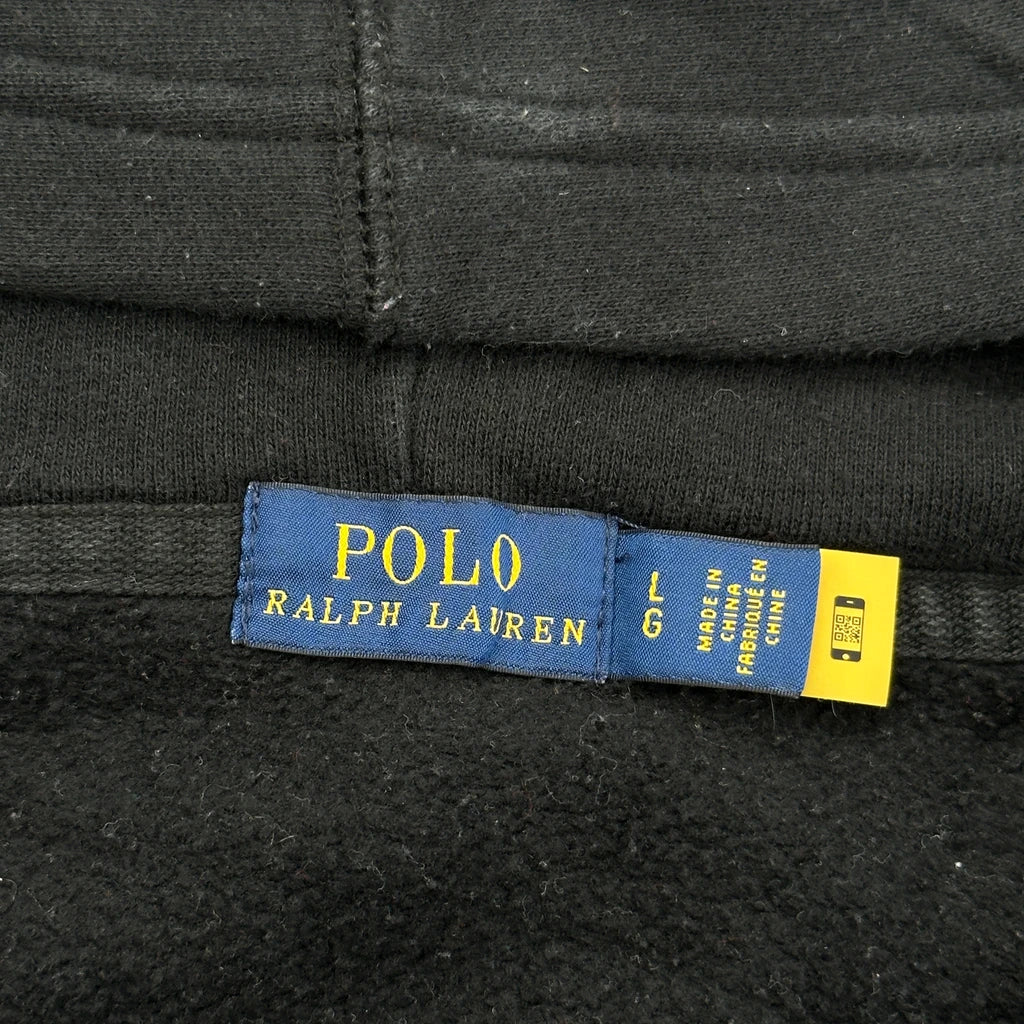 POLO
RALPH LAUREN
L
G
MADE IN
CHINA
FABRIQUÉ EN
CHINE